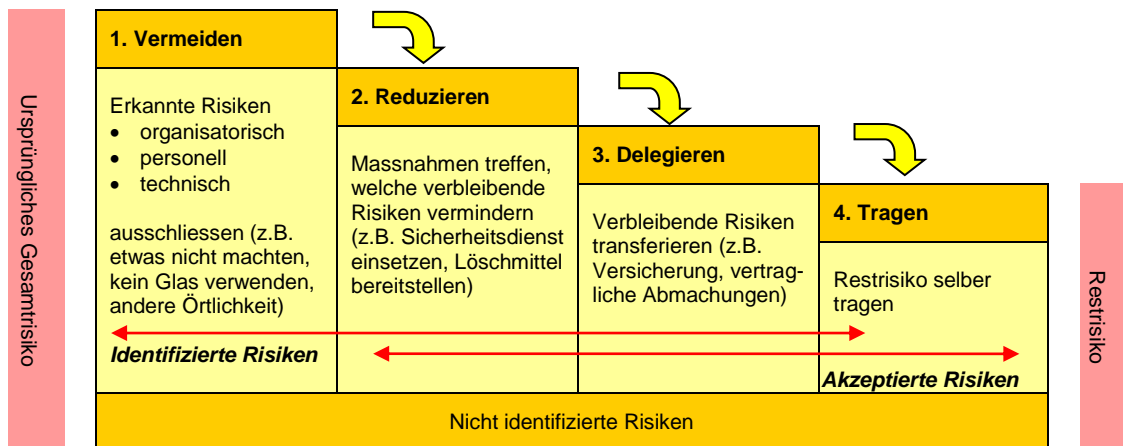 Ursprüngliches Gesamtrisiko
1. Vermeiden
Erkannte Risiken
• organisatorisch
• personell
• technisch
ausschliessen (z.B.
etwas nicht machten,
kein Glas verwenden,
andere Örtlichkeit)
2. Reduzieren
Massnahmen treffen,
welche verbleibende
Risiken vermindern
(z.B. Sicherheitsdienst
einsetzen, Löschmittel
bereitstellen)
3. Delegieren
Verbleibende Risiken
transferieren (z.B.
Versicherung, vertrag-
liche Abmachungen)
4. Tragen
Restrisiko selber
tragen
Identifizierte Risiken
Akzeptierte Risiken
Nicht identifizierte Risiken
Restrisiko